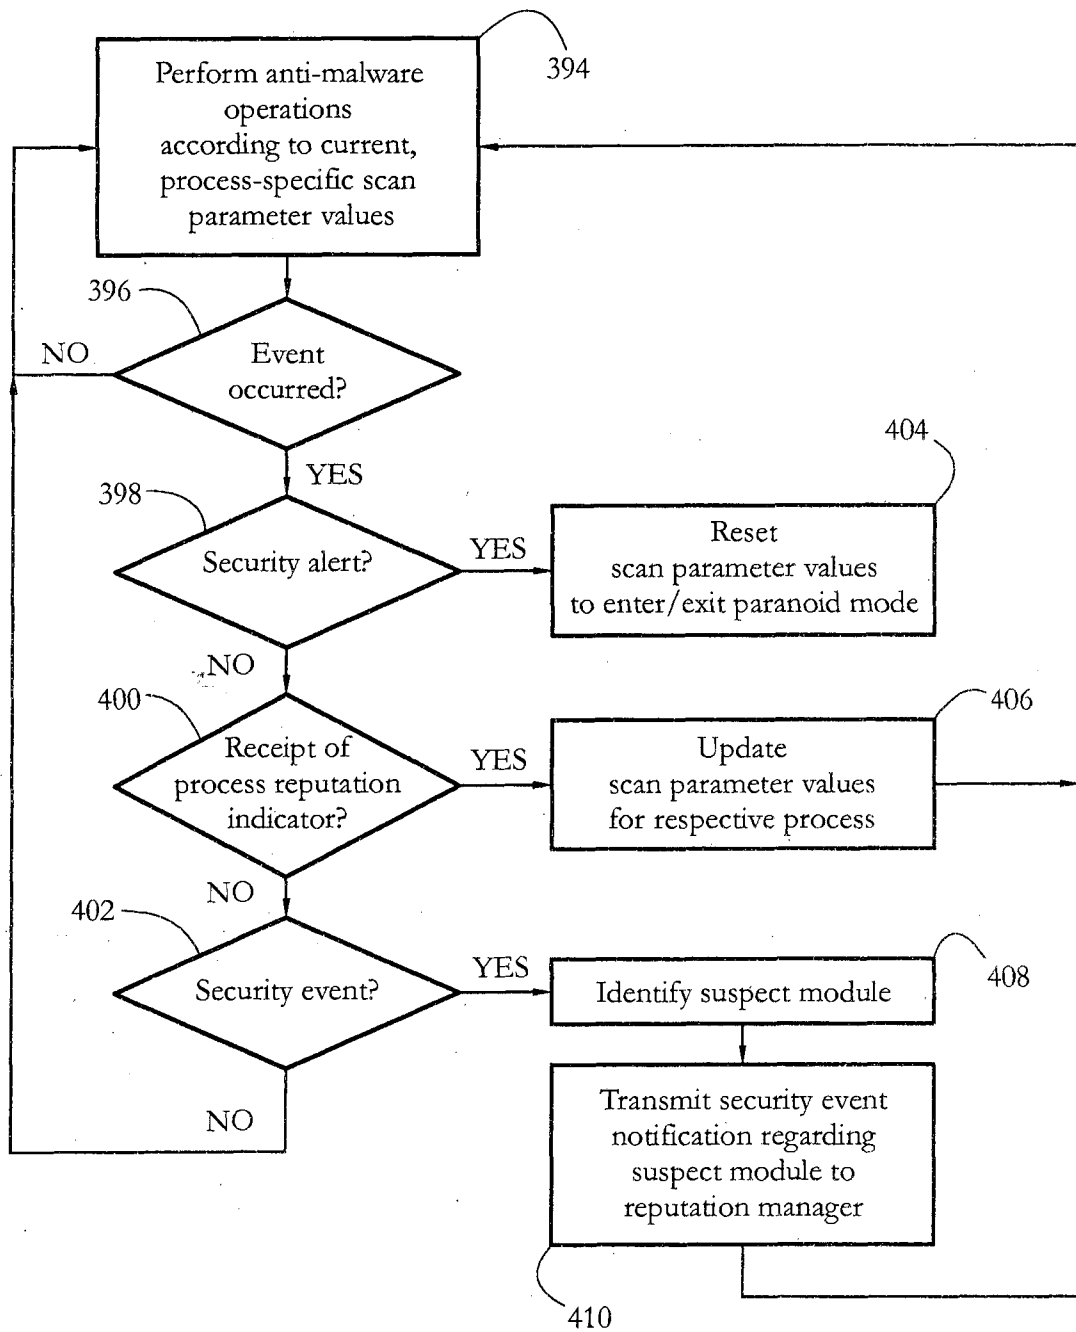 394
Perform anti-malware
operations
according to current,
process-specific scan
parameter values
396
NO
Event
occurred?
YES
404
398
Security alert?
YES
Reset
scan parameter values
to enter/exit paranoid mode
NO
400
406
Receipt of
process reputation
indicator?
YES
Update
scan parameter values
for respective process
NO
402
Security event?
YES
Identify suspect module
408
NO
Transmit security event
notification regarding
suspect module to
reputation manager
410